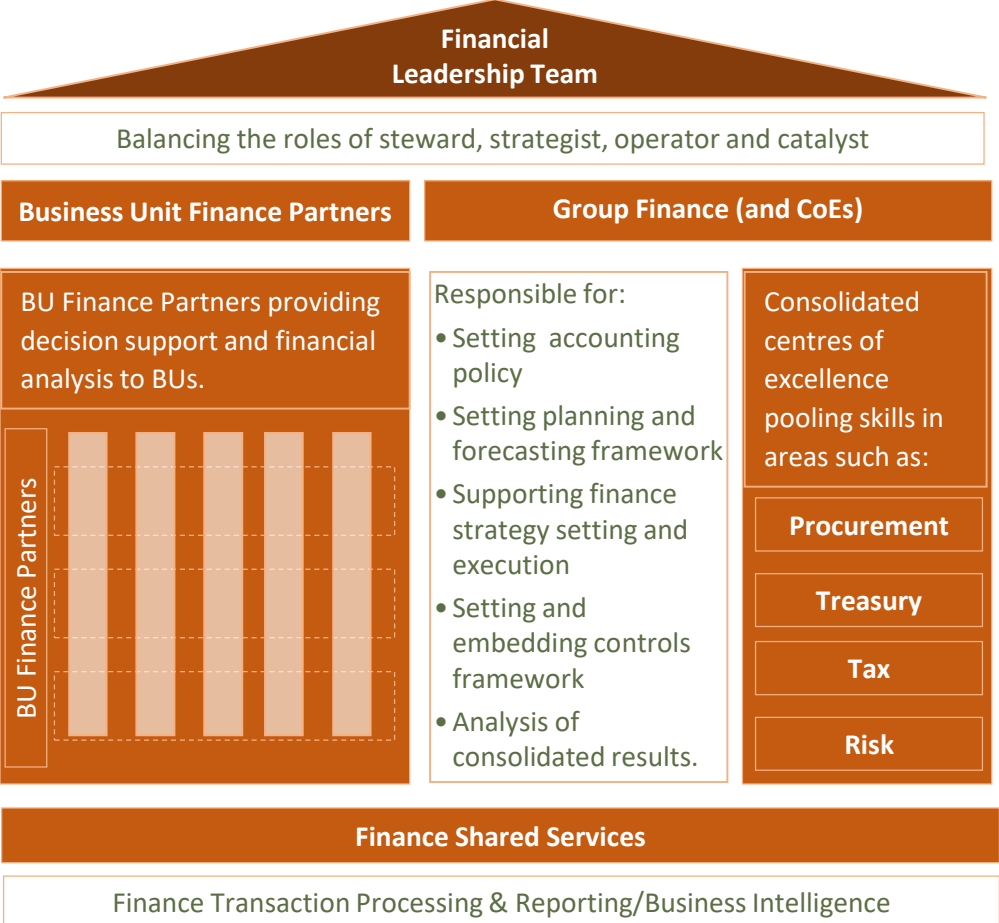 Financial
Leadership Team
Balancing the roles of steward, strategist, operator and catalyst
Business Unit Finance Partners
Group Finance (and CoEs)
BU Finance Partners providing
decision support and financial
analysis to BUs.
BU Finance Partners
Responsible for:
• Setting accounting
policy
• Setting planning and
forecasting framework
• Supporting finance
strategy setting and
execution
• Setting and
embedding controls
framework
• Analysis of
consolidated results.
Consolidated
centres of
excellence
pooling skills in
areas such as:
Procurement
Treasury
Tax
Risk
Finance Shared Services
Finance Transaction Processing & Reporting/Business Intelligence